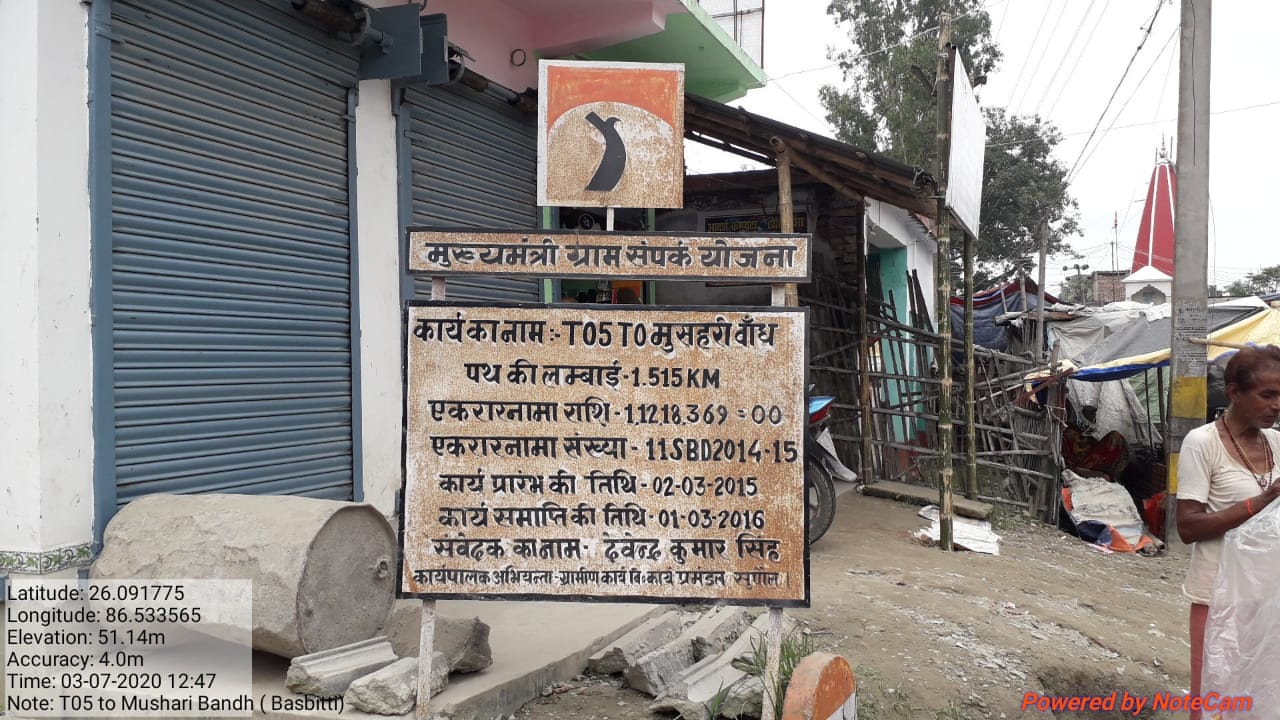 मुख्यमंत्री ग्राम संपर्क योजना
कार्य का नाम:- T05 TO मुसहरी बाँध
पथ की लम्बाई-1.515 KM
एकरारनामा राशि-1,12,18,369=00
एकरारनामा संख्या-11SBD2014-15
कार्य प्रारंभ की तिथि-02-03-2015
कार्य समाप्ति की तिथि-01-03-2016
संवेदक का नाम- देवेन्द्र कुमार सिंह
कार्यपालक अभियन्ता-ग्रामीण कार्य वि० कार्य प्रमंडल सुपौल।
Latitude: 26.091775
Longitude: 86.533565
Elevation: 51.14m
Accuracy: 4.0m
Time: 03-07-2020 12:47
Note: T05 to Mushari Bandh ( Basbitti)
Powered by NoteCam